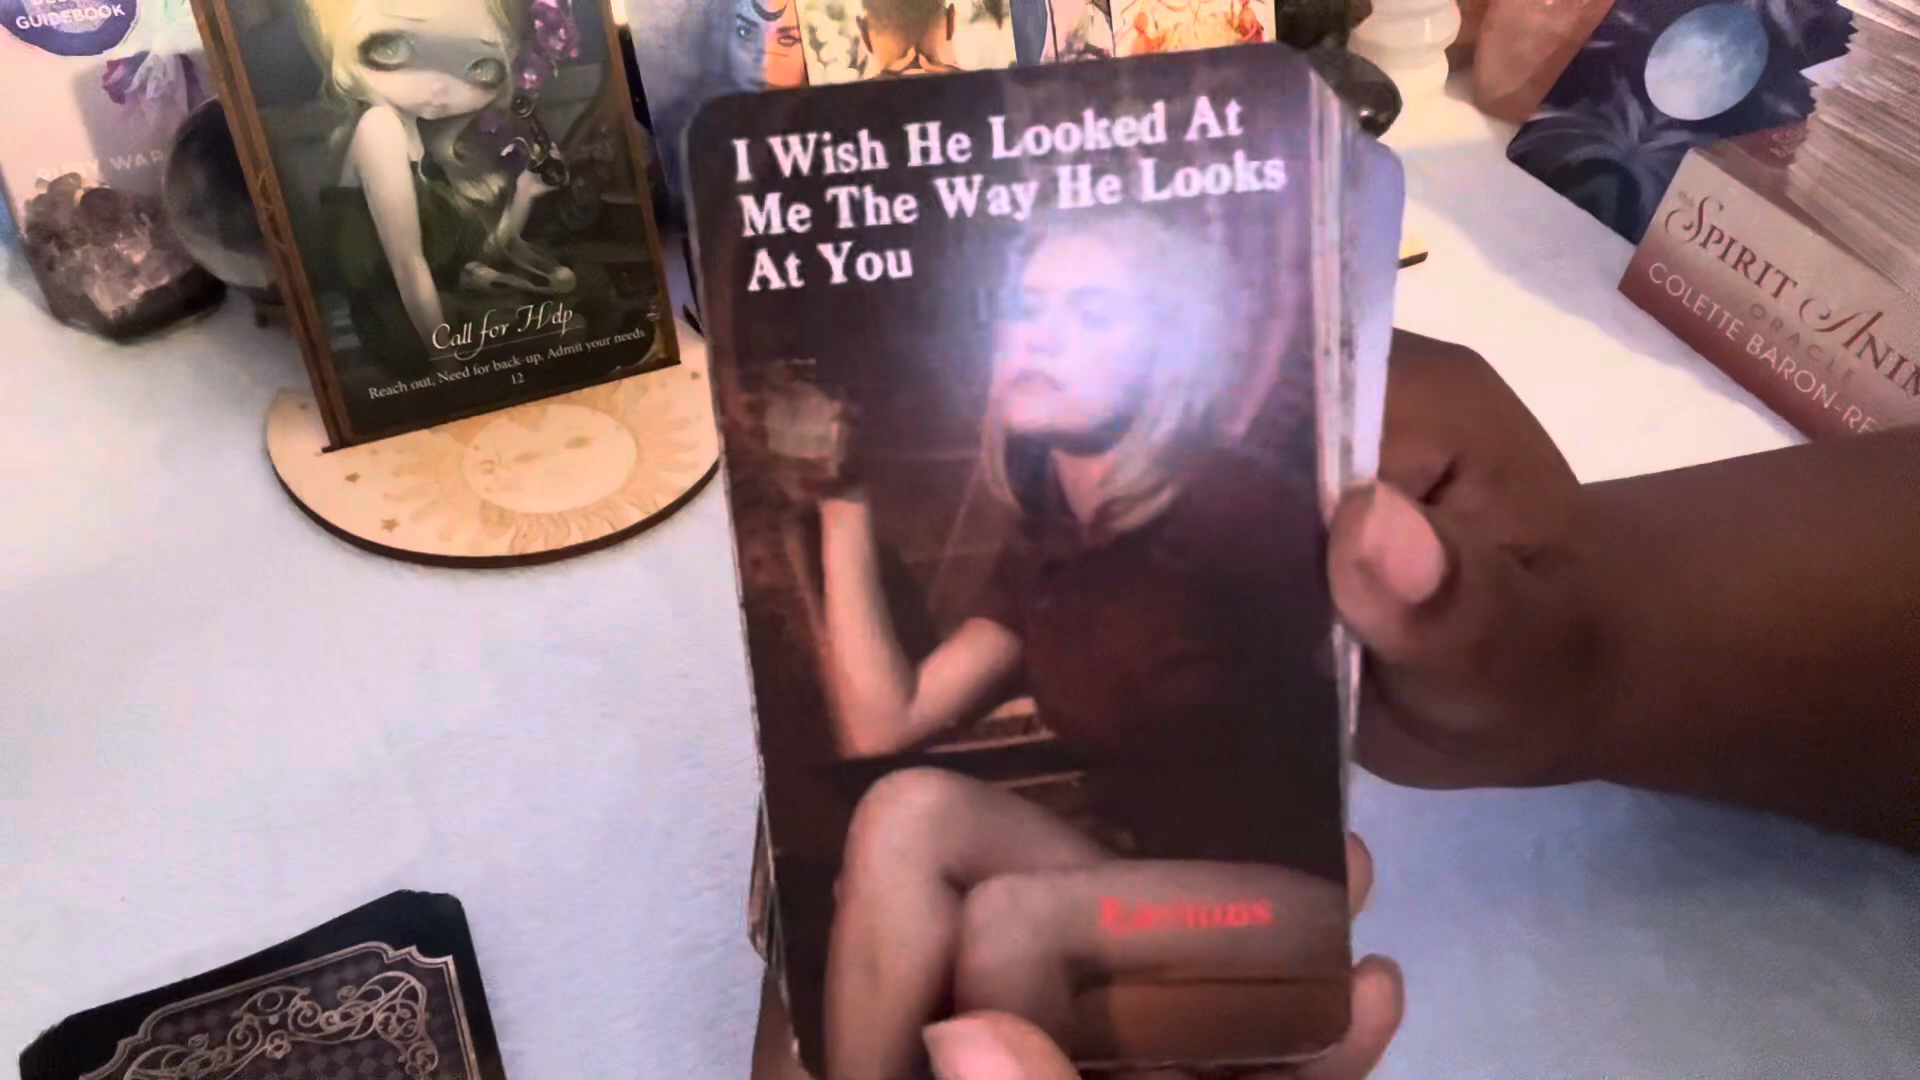 GUIDEBOOK
Call for Help
Reach out, Need for back-up, Admit your needs
12
I Wish He Looked At
Me The Way He Looks
At You
SPIRIT
ORACLE
COLETTE BARON-RE